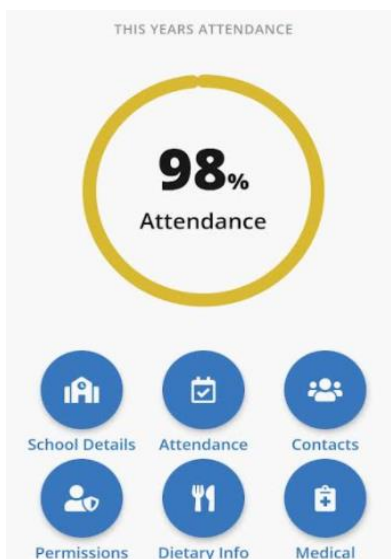 THIS YEARS ATTENDANCE
98%
Attendance
School Details Attendance Contacts
Permissions Dietary Info Medical